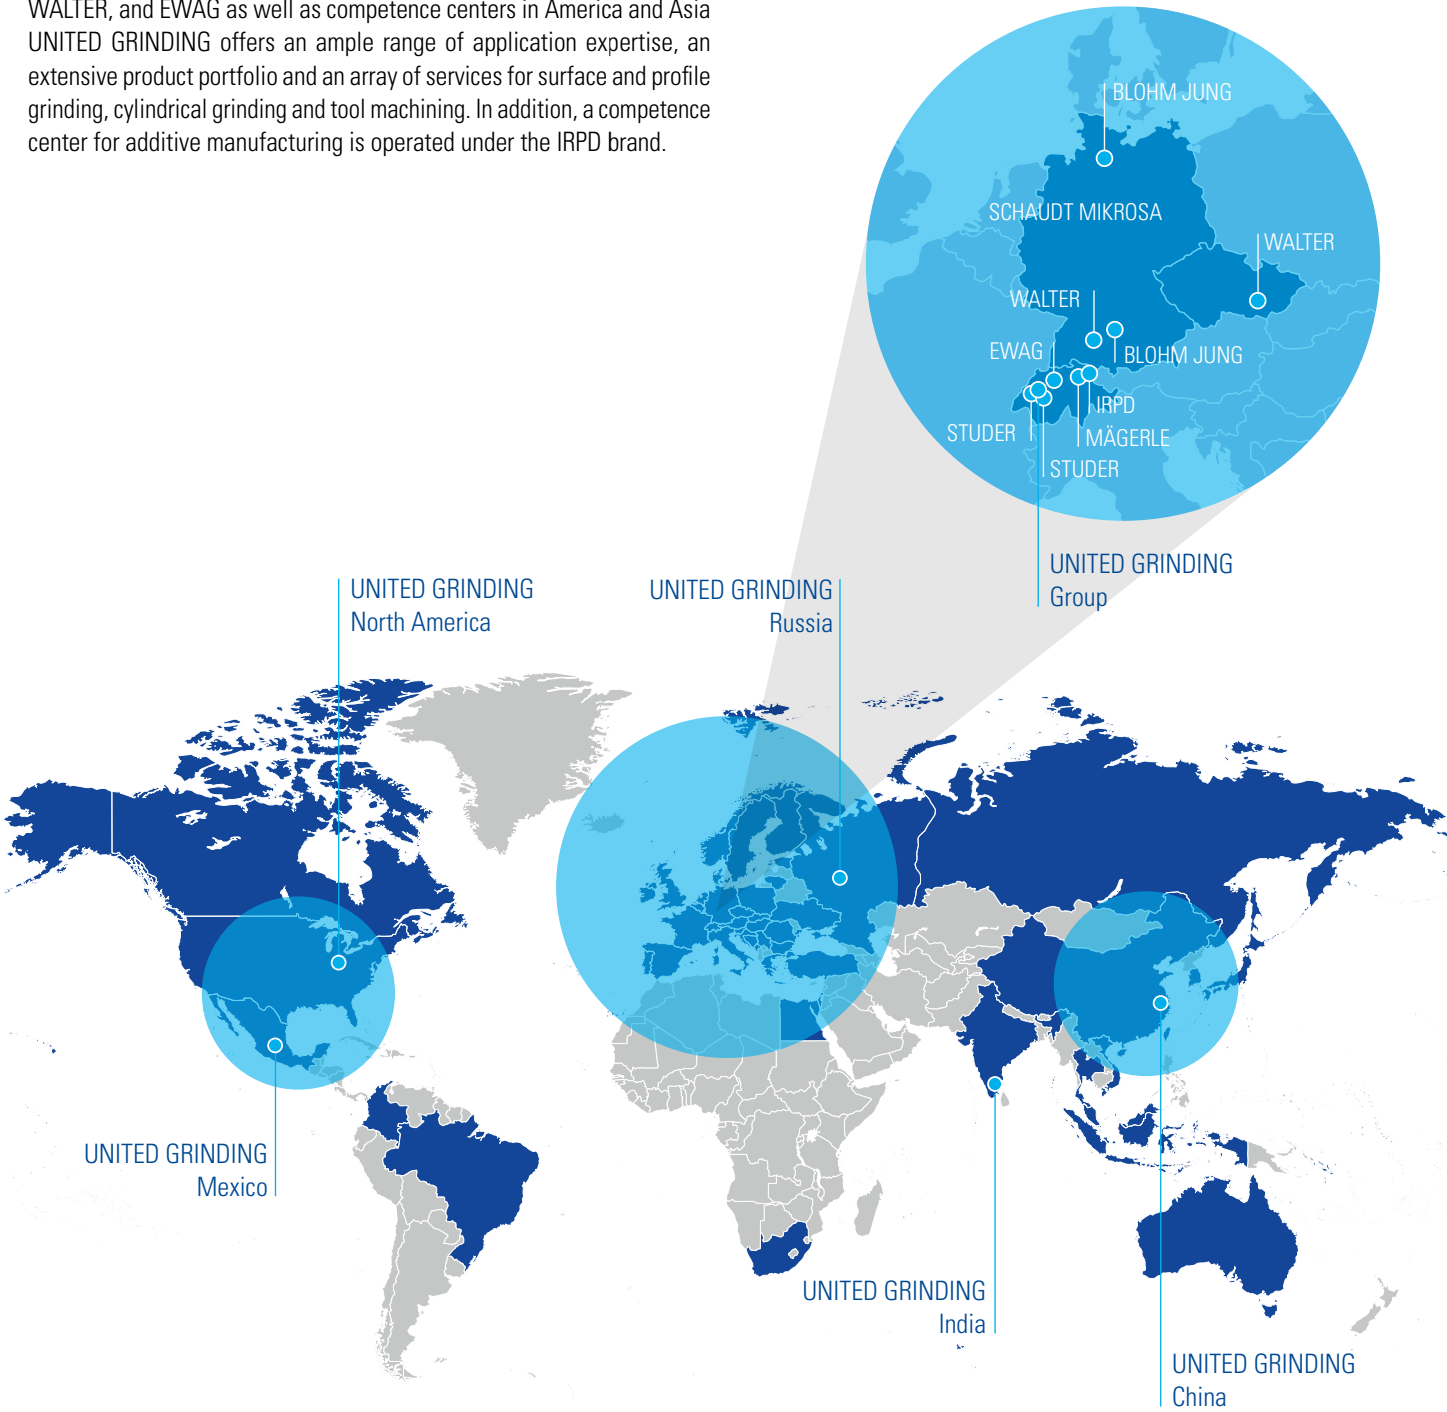 WALTER, and EWAG as well as competence centers in America and Asia
UNITED GRINDING offers an ample range of application expertise, an
extensive product portfolio and an array of services for surface and profile
grinding, cylindrical grinding and tool machining. In addition, a competence
center for additive manufacturing is operated under the IRPD brand.
BLOHM JUNG
SCHAUDT MIKROSA
WALTER
WALTER
EWAG
BLOHM JUNG
IRPD
STUDER
MÄGERLE
STUDER
UNITED GRINDING
Group
UNITED GRINDING
North America
UNITED GRINDING
Russia
UNITED GRINDING
Mexico
UNITED GRINDING
India
UNITED GRINDING
China